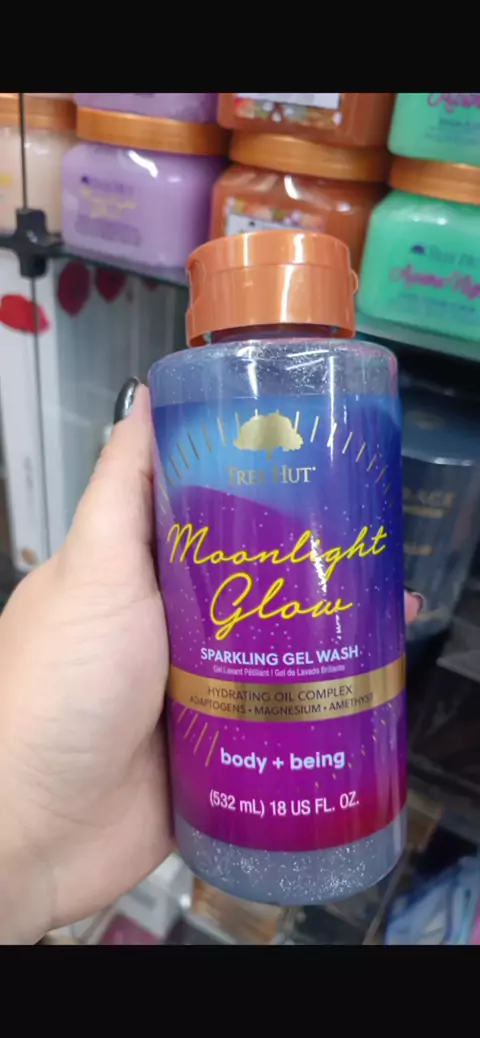 TREE HUT
Moonlight
Glow
SPARKLING GEL WASH
Gel Lavant Pétillant | Gel de Lavado Brillante
HYDRATING OIL COMPLEX
ADAPTOGENS • MAGNESIUM • AMETHYST
body + being
(532 mL) 18 US FL. OZ.